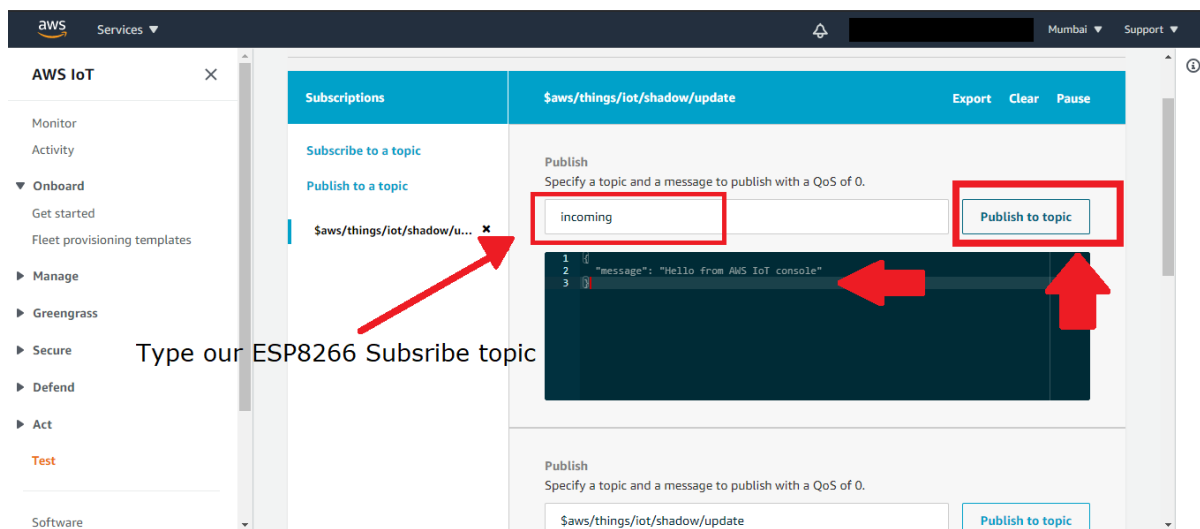 aws
Services ▼
Mumbai ▼
Support ▼
AWS IoT
Monitor
Activity
Onboard
Get started
Fleet provisioning templates
Manage
Greengrass
Secure
Defend
Act
Test
Software
Subscriptions
Subscribe to a topic
Publish to a topic
$aws/things/iot/shadow/u...
$aws/things/iot/shadow/update
Export Clear Pause
Publish
Specify a topic and a message to publish with a QoS of 0.
incoming
Publish to topic
1 {
2 "message": "Hello from AWS IoT console"
3 }
Type our ESP8266 Subsribe topic
Publish
Specify a topic and a message to publish with a QoS of 0.
$aws/things/iot/shadow/update
Publish to topic